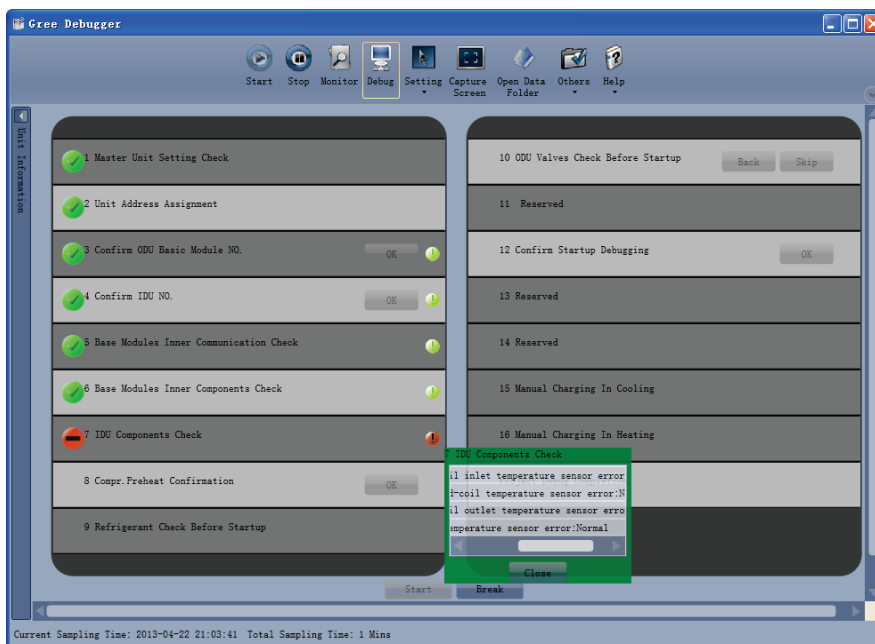 Gree Debugger
Start Stop Monitor Debug Setting Capture Screen Open Data Folder Others Help
Unit Information
1 Master Unit Setting Check
2 Unit Address Assignment
3 Confirm ODU Basic Module NO. OK
4 Confirm IDU NO. OK
5 Base Modules Inner Communication Check
6 Base Modules Inner Components Check
7 IDU Components Check
8 Compr.Preheat Confirmation OK
9 Refrigerant Check Before Startup
10 ODU Valves Check Before Startup Back Skip
11 Reserved
12 Confirm Startup Debugging OK
13 Reserved
14 Reserved
15 Manual Charging In Cooling
16 Manual Charging In Heating
7 IDU Components Check
il inlet temperature sensor error
d-coil temperature sensor error:N
il outlet temperature sensor erro
emperature sensor error:Normal
Close
Start Break
Current Sampling Time: 2013-04-22 21:03:41 Total Sampling Time: 1 Mins